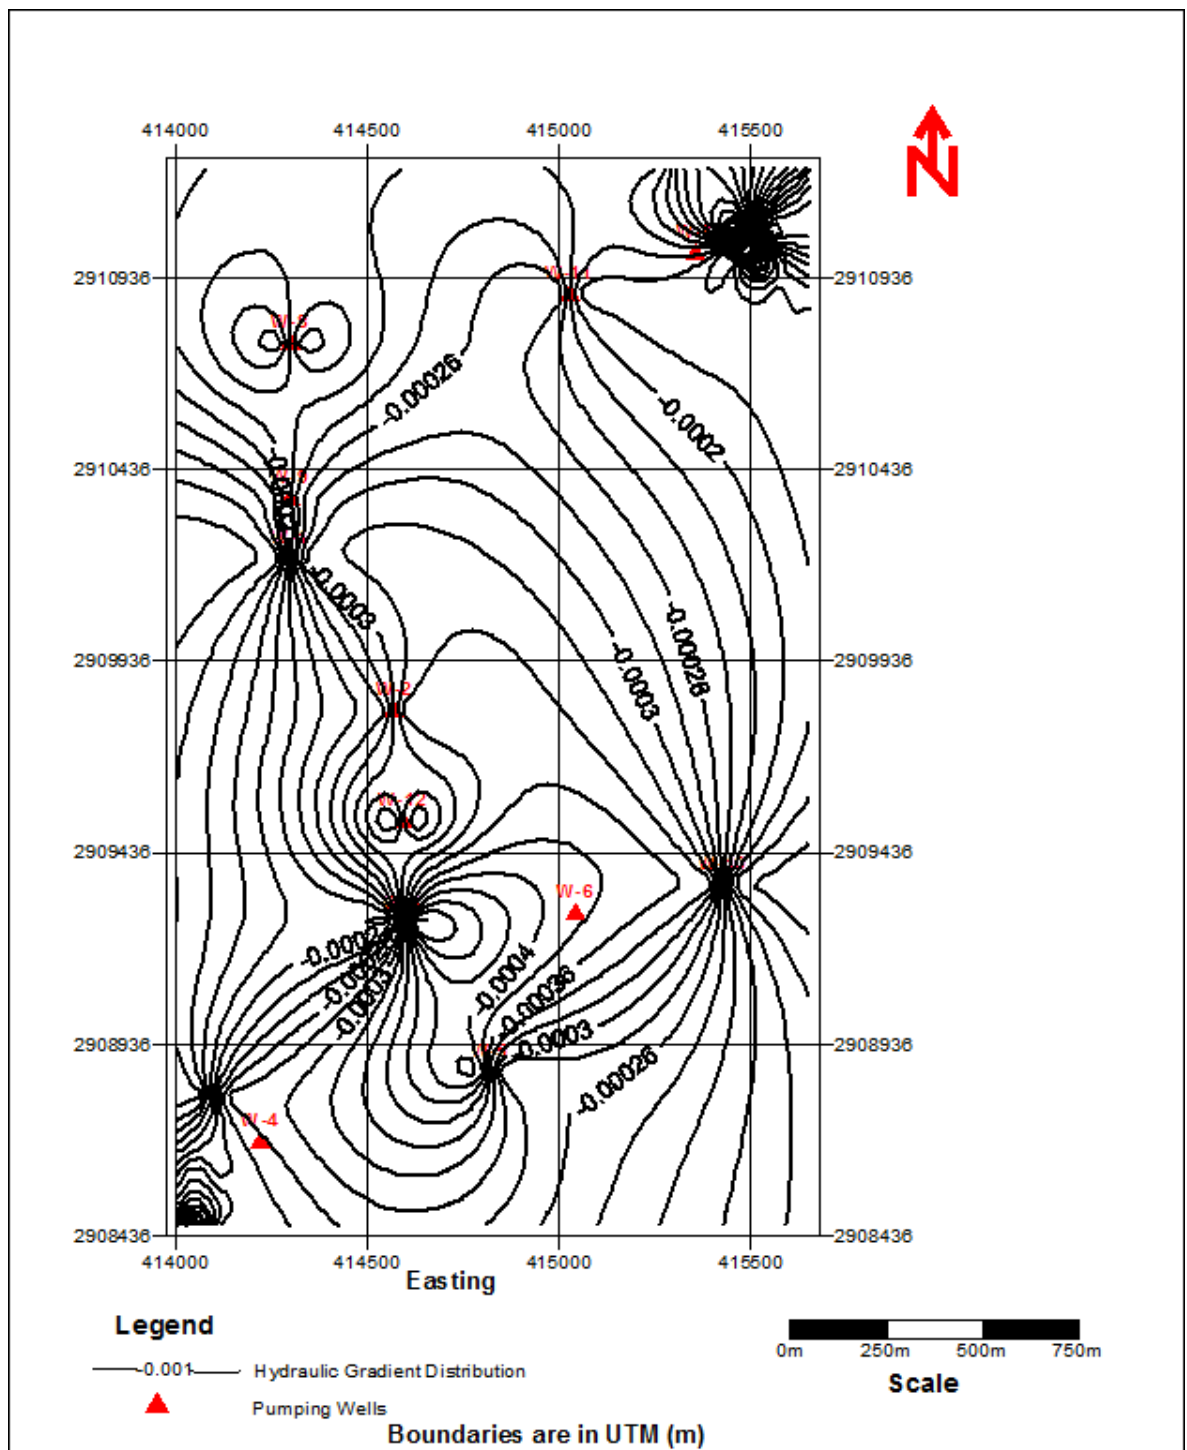 N
414000 414500 415000 415500
2910936 2910936
W-11
W-8
-0.00026
-0.0002
2910436 2910436
-0.0003
-0.00026
-0.0003
2909936 2909936
W-2
W-12
2909436 2909436
W-6
-0.0004
-0.00036
-0.0003
-0.0003
2908936 2908936
-0.00026
W-4
2908436 2908436
414000 414500 415000 415500
Easting
Legend
-0.001 Hydraulic Gradient Distribution
Pumping Wells
0m 250m 500m 750m
Scale
Boundaries are in UTM (m)